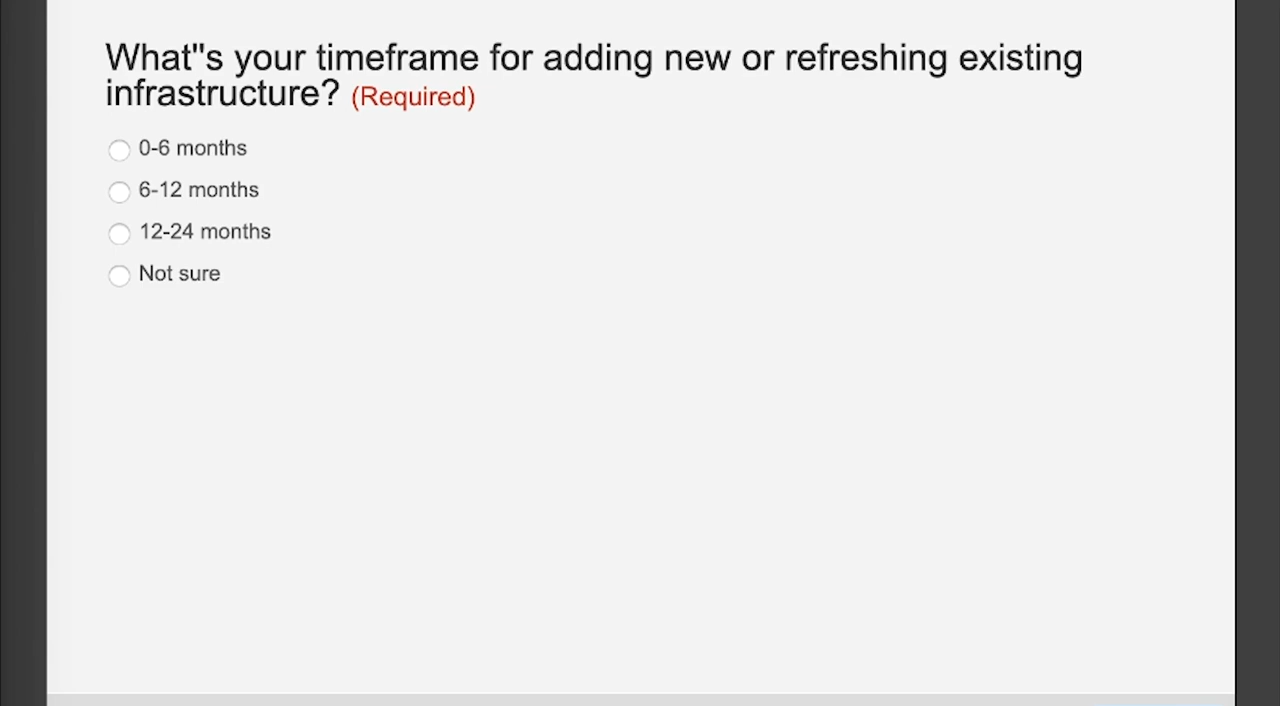 What"s your timeframe for adding new or refreshing existing
infrastructure? (Required)
0-6 months
6-12 months
12-24 months
Not sure